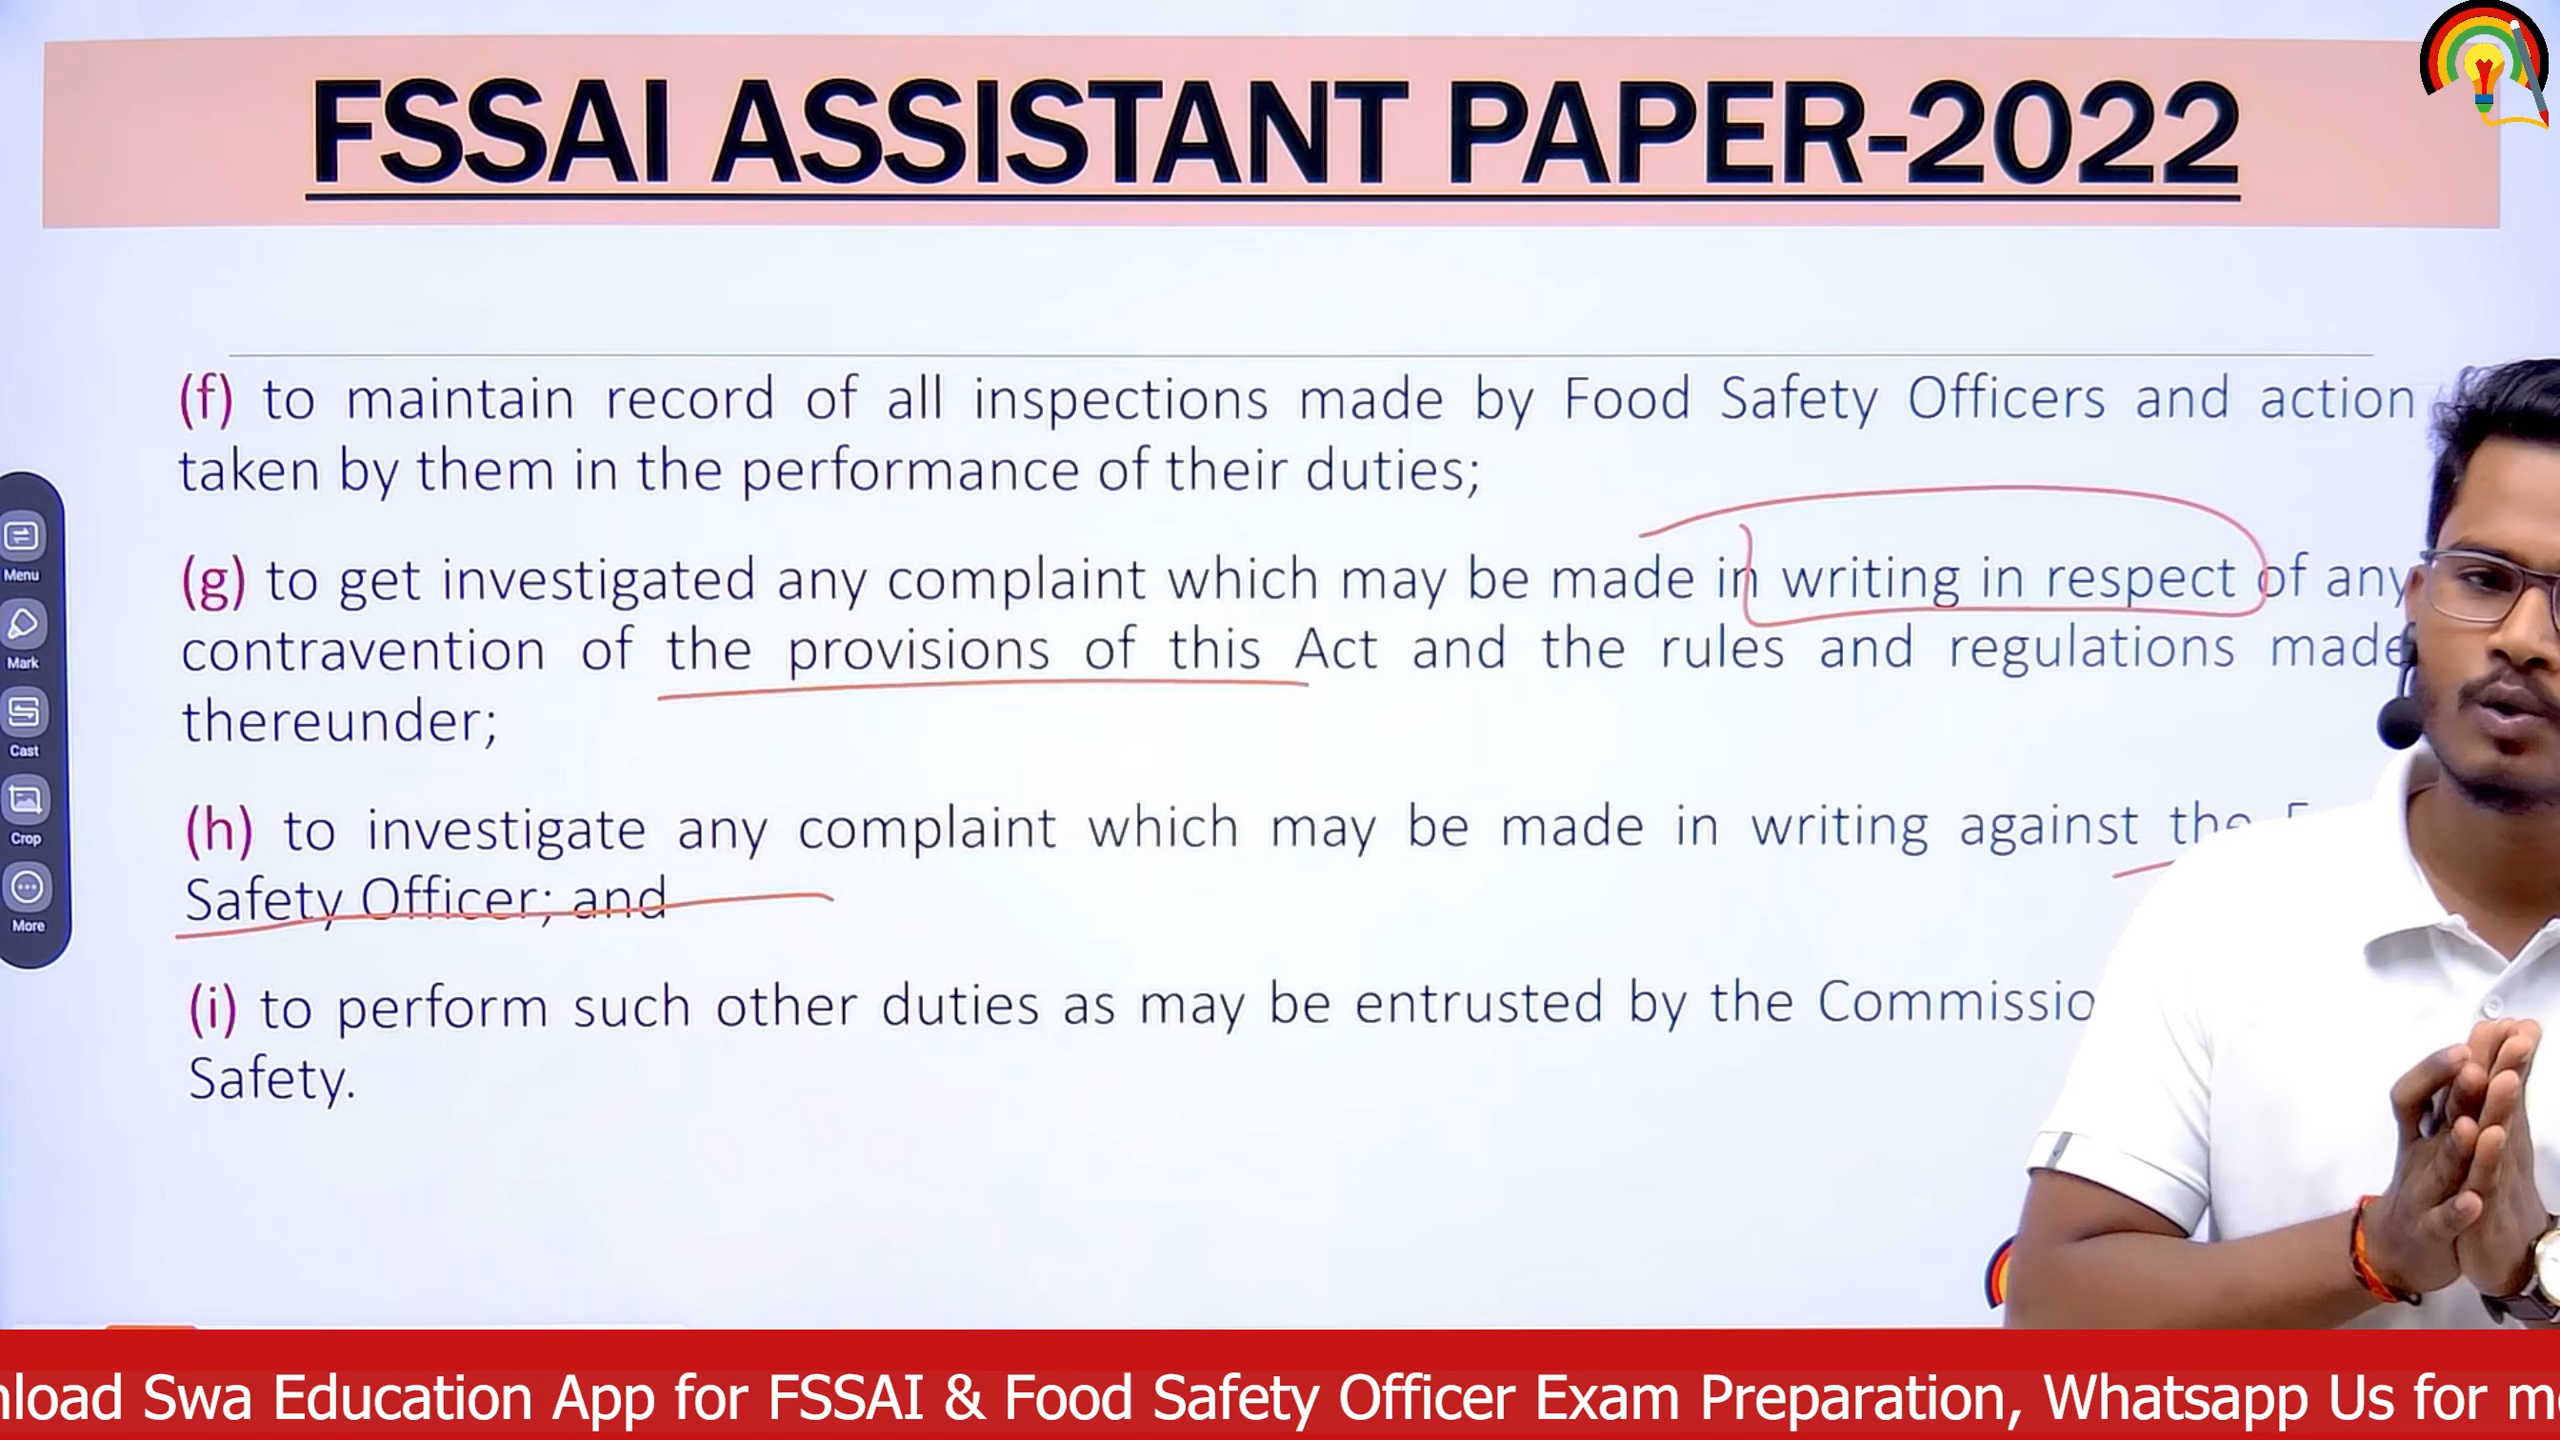 FSSAI ASSISTANT PAPER-2022
(f) to maintain record of all inspections made by Food Safety Officers and action
taken by them in the performance of their duties;
(g) to get investigated any complaint which may be made in writing in respect of any
contravention of the provisions of this Act and the rules and regulations made
thereunder;
(h) to investigate any complaint which may be made in writing against the
Safety Officer; and
(i) to perform such other duties as may be entrusted by the
Safety.
Menu
Mark
Cast
Crop
More
Swa Education App for FSSAI & Food Safety Officer Exam Preparation, Whatsapp Us for